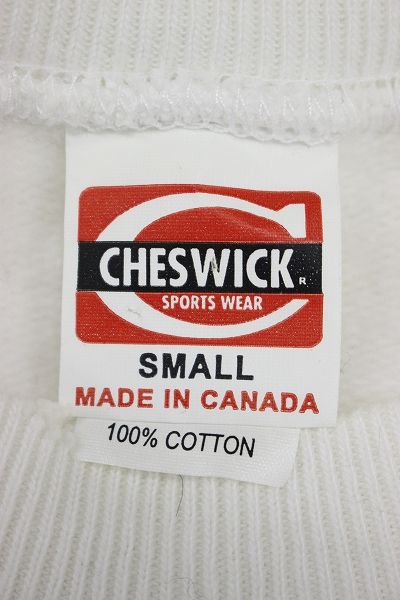 CHESWICK R
SPORTS WEAR
SMALL
MADE IN CANADA
100% COTTON